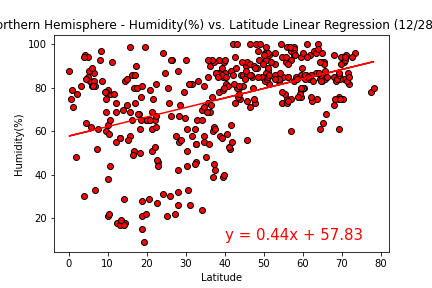 orthern Hemisphere - Humidity(%) vs. Latitude Linear Regression (12/28
100
80
60
40
20
Humidity(%)
y = 0.44x + 57.83
0 10 20 30 40 50 60 70 80
Latitude